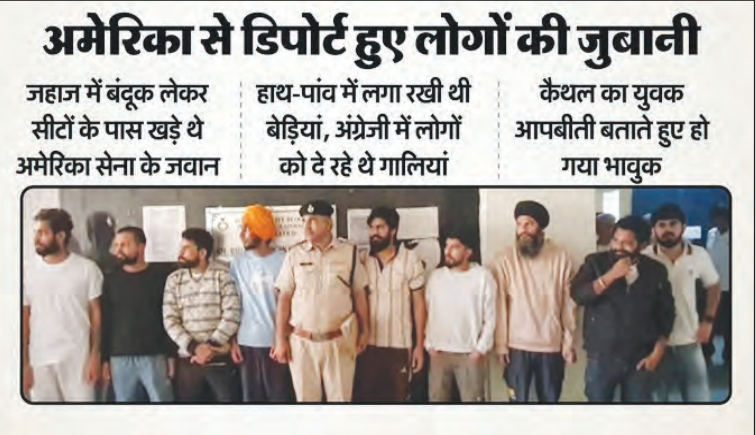 अमेरिका से डिपोर्ट हुए लोगों की जुबानी
जहाज में बंदूक लेकर
सीटों के पास खड़े थे
अमेरिका सेना के जवान
हाथ-पांव में लगा रखी थी
बेड़ियां, अंग्रेजी में लोगों
को दे रहे थे गालियां
कैथल का युवक
आपबीती बताते हुए हो
गया भावुक